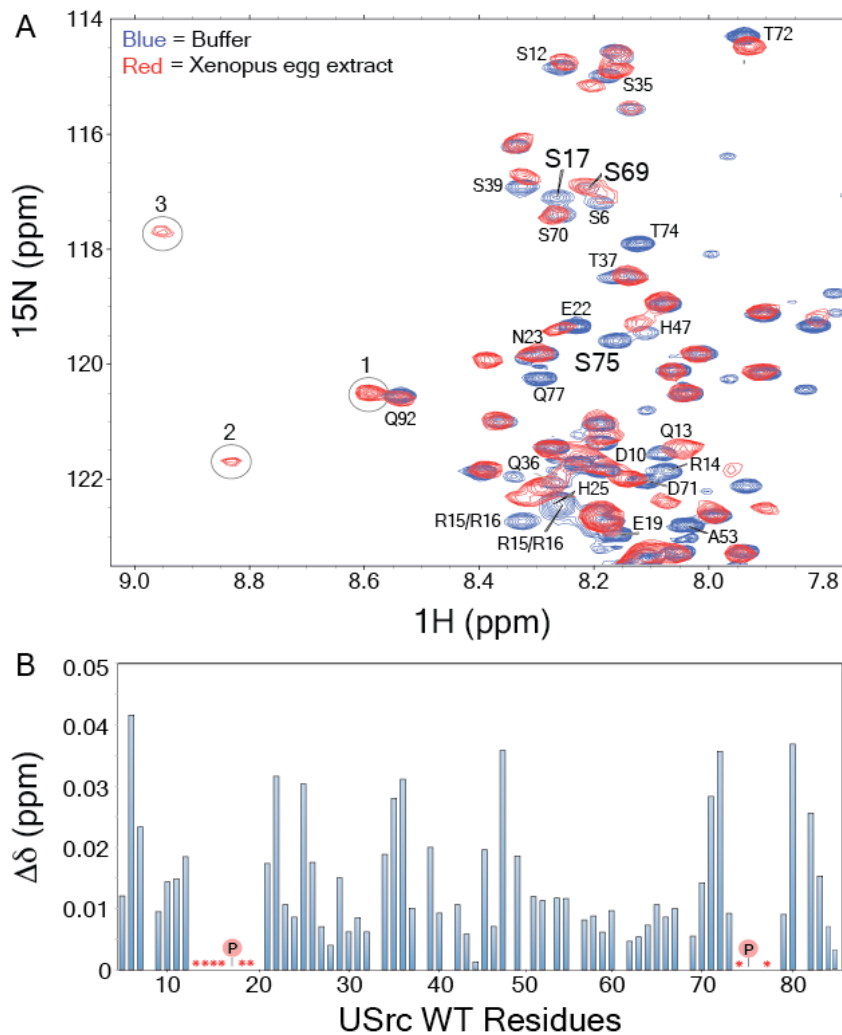 A
Blue = Buffer
Red = Xenopus egg extract
114
116
118
120
122
15N (ppm)
T72
S12
S35
S17
S69
S39
S6
S70
3
T74
T37
E22
H47
N23
S75
1
Q77
Q92
2
Q13
D10
R14
Q36
H25
D71
R15/R16
E19
A53
R15/R16
9.0 8.8 8.6 8.4 8.2 8.0 7.8
1H (ppm)
B
0.05
0.04
0.03
0.02
0.01
0
Δδ (ppm)
P P
****** **
10 20 30 40 50 60 70 80
USrc WT Residues